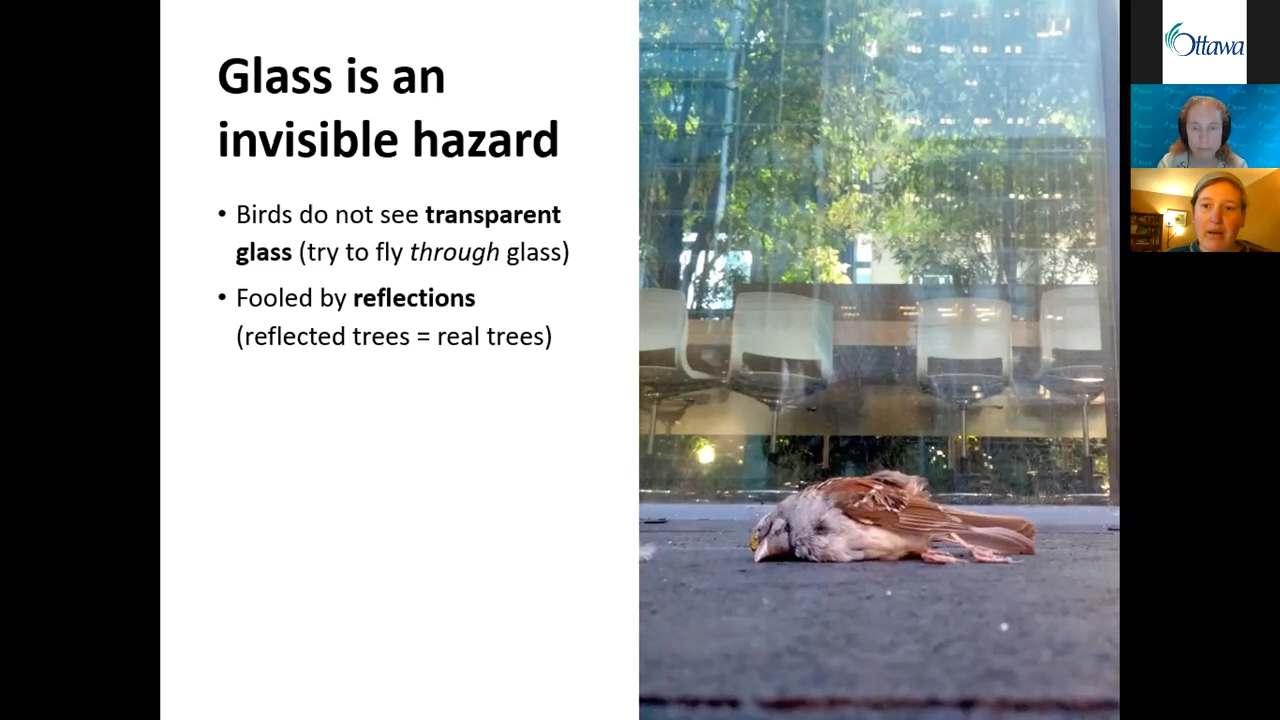 Glass is an
invisible hazard
• Birds do not see transparent
glass (try to fly through glass)
• Fooled by reflections
(reflected trees = real trees)
Ottawa